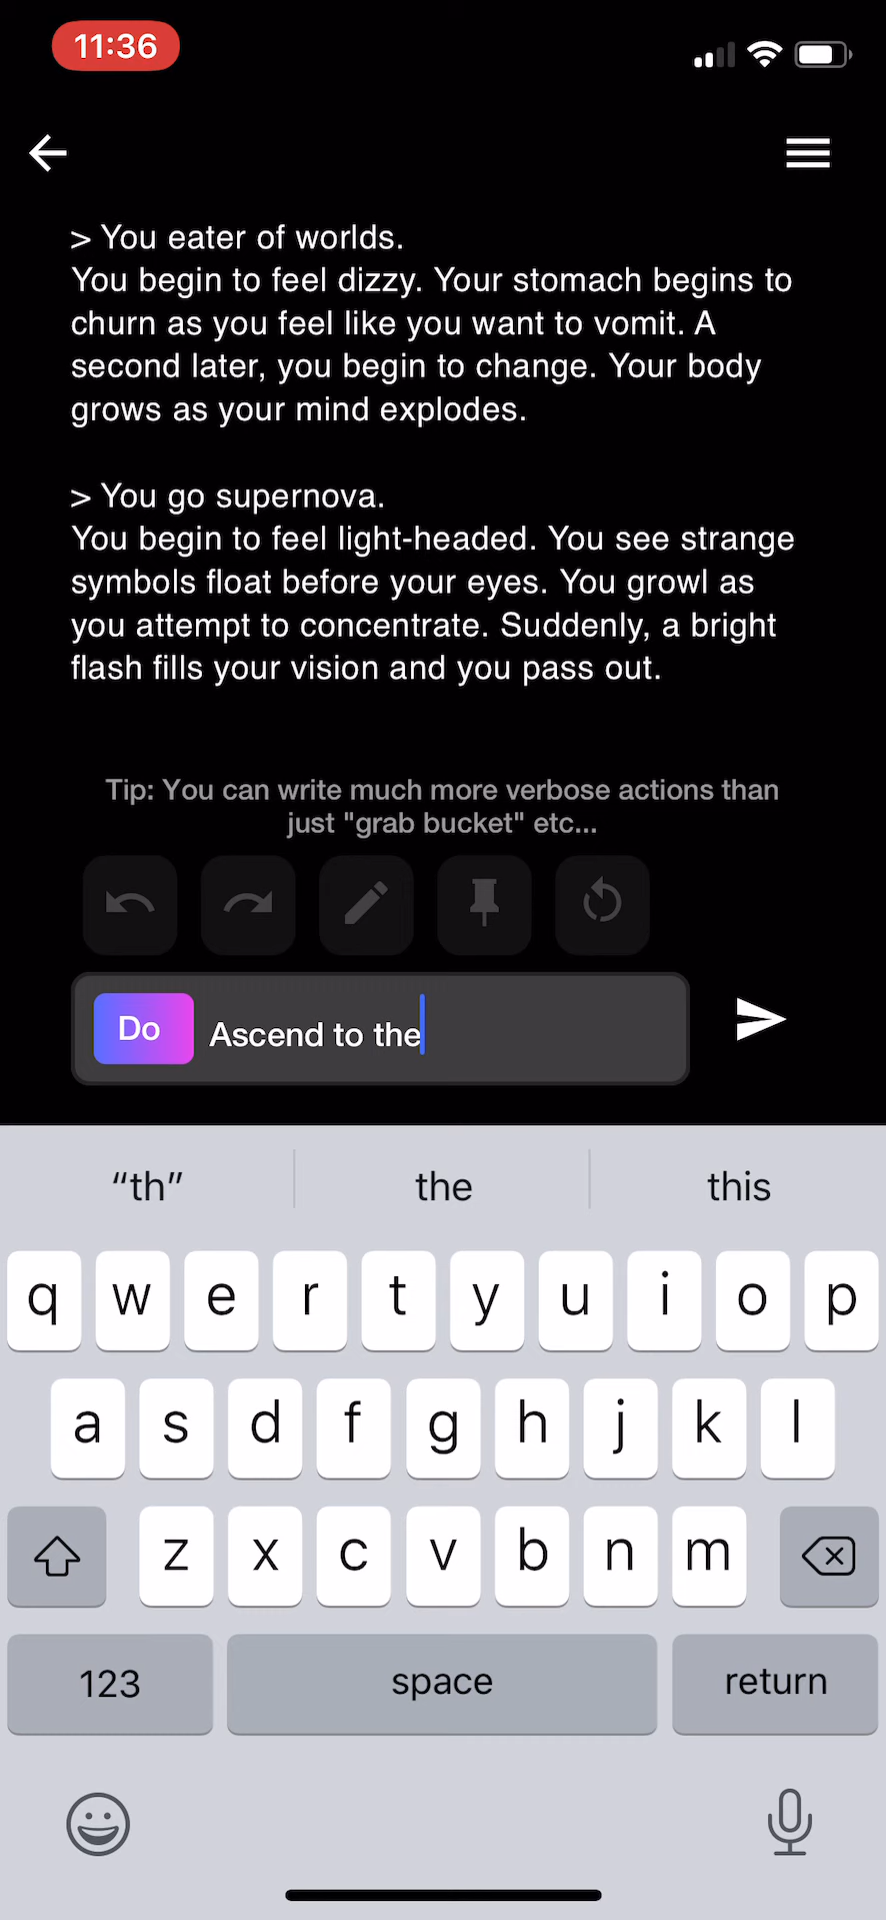 11:36
> You eater of worlds.
You begin to feel dizzy. Your stomach begins to
churn as you feel like you want to vomit. A
second later, you begin to change. Your body
grows as your mind explodes.
> You go supernova.
You begin to feel light-headed. You see strange
symbols float before your eyes. You growl as
you attempt to concentrate. Suddenly, a bright
flash fills your vision and you pass out.
Tip: You can write much more verbose actions than
just "grab bucket" etc...
Do Ascend to the
“th” the this
q w e r t y u i o p
a s d f g h j k l
z x c v b n m
123 space return